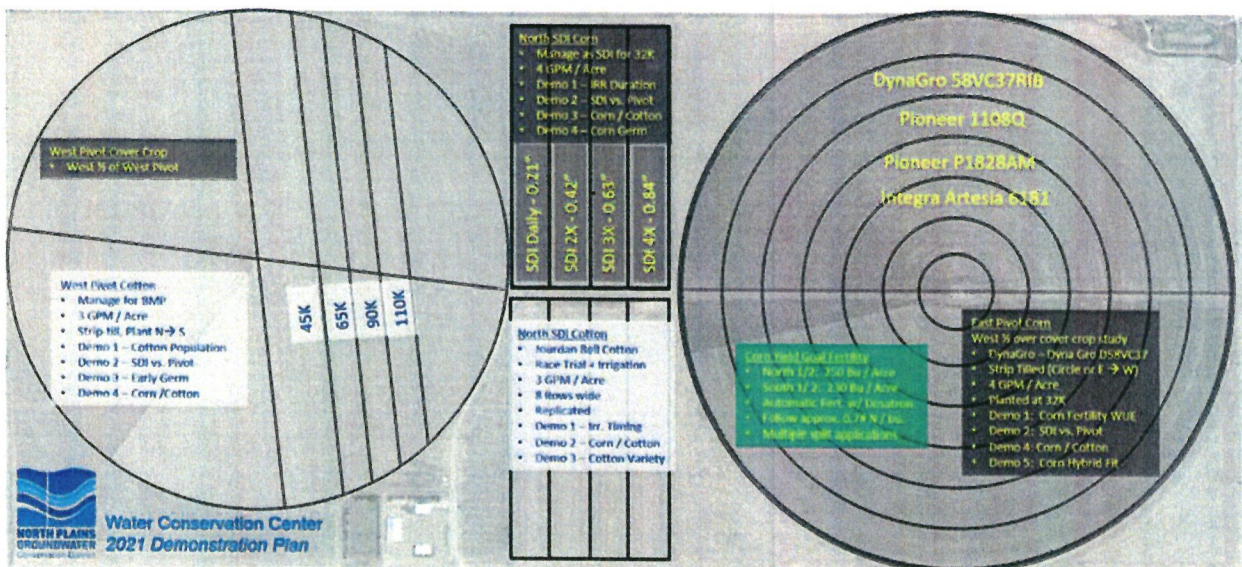 West Pivot Cover Crop
• West ½ of West Pivot
West Pivot Cotton
• Manage for BMP
• 3 GPM / Acre
• Strip till, Plant N→ S
• Demo 1 – Cotton Population
• Demo 2 – SDI vs. Pivot
• Demo 3 – Early Germ
• Demo 4 – Corn /Cotton
45K
65K
90K
110K
NORTH PLAINS
GROUNDWATER
Conservation District
Water Conservation Center
2021 Demonstration Plan
North SDI Corn
• Manage as SDI for 32K
• 4 GPM / Acre
• Demo 1 – IRR Duration
• Demo 2 – SDI vs. Pivot
• Demo 3 – Corn / Cotton
• Demo 4 – Corn Germ
SDI Daily - 0.21"
SDI 2X - 0.42"
SDI 3X - 0.63"
SDI 4X - 0.84"
North SDI Cotton
• Jourdan Bell Cotton
Race Trial + Irrigation
• 3 GPM / Acre
• 8 Rows wide
• Replicated
• Demo 1 – Irr. Timing
• Demo 2 – Corn / Cotton
• Demo 3 – Cotton Variety
DynaGro 58VC37RIB
Pioneer 1108Q
Pioneer P1828AM
Integra Artesia 6181
Corn Yield Goal Fertility
• North 1/2: 250 Bu / Acre
• South 1/2: 230 Bu / Acre
• Automatic Fert. w/ Dosatron
• Follow approx. 0.78 N / bu.
• Multiple split applications
East Pivot Corn
West ½ over cover crop study
• DynaGro – Dyna Gro D58VC37
• Strip Tilled (Circle or E → W)
• 4 GPM / Acre
• Planted at 32K
• Demo 1: Corn Fertility WUE
• Demo 2: SDI vs. Pivot
• Demo 4: Corn / Cotton
• Demo 5: Corn Hybrid Fit